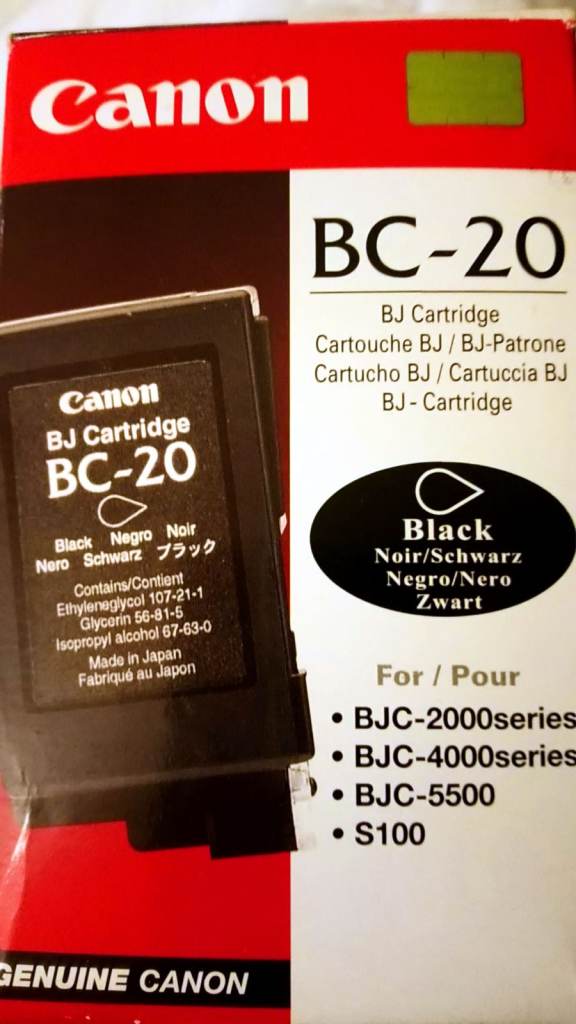 Canon
BC-20
BJ Cartridge
Cartouche BJ / BJ-Patrone
Cartucho BJ / Cartuccia BJ
BJ - Cartridge
Canon
BJ Cartridge
BC-20
Black Negro Noir
Nero Schwarz ブラック
Contains/Contient
Ethyleneglycol 107-21-1
Glycerin 56-81-5
Isopropyl alcohol 67-63-0
Made in Japan
Fabriqué au Japon
Black
Noir/Schwarz
Negro/Nero
Zwart
For / Pour
• BJC-2000series
• BJC-4000series
• BJC-5500
• S100
GENUINE CANON